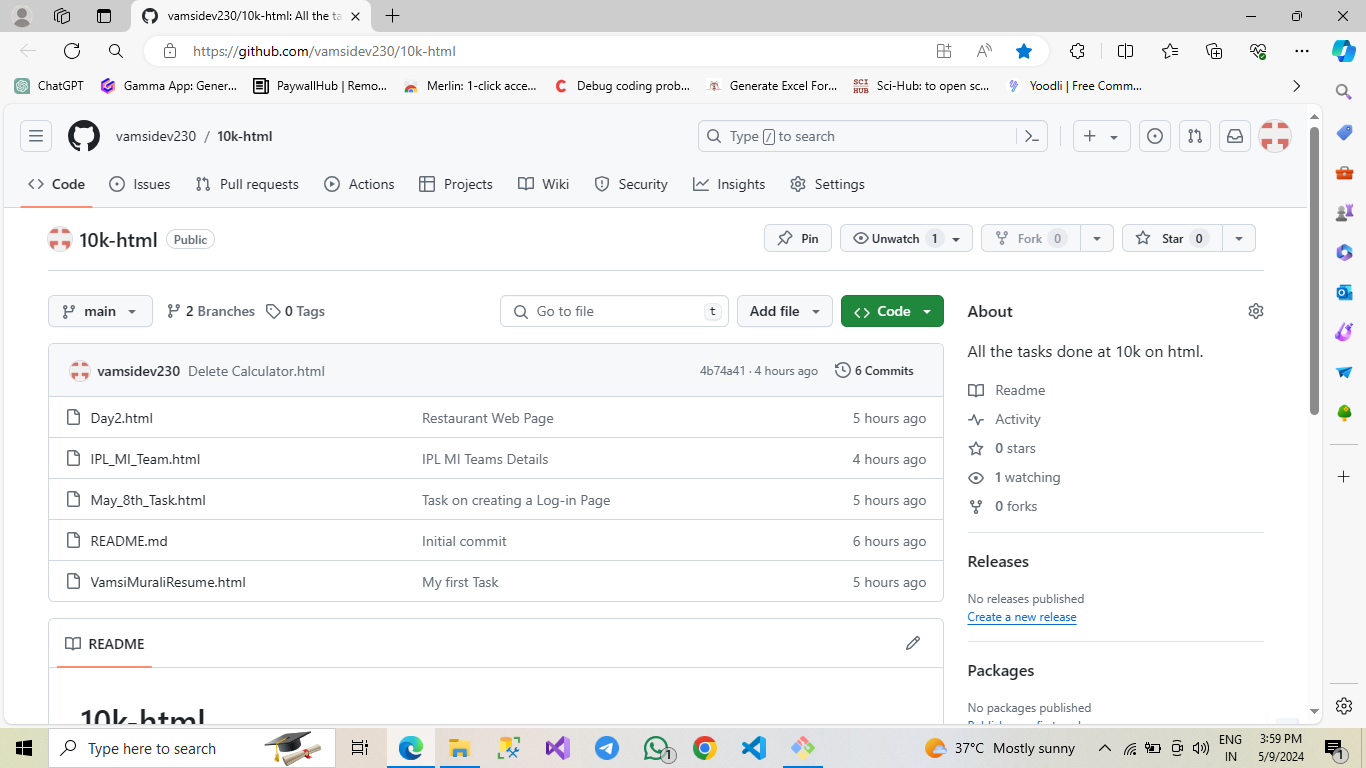 vamsidev230/10k-html: All the ta
https://github.com/vamsidev230/10k-html
ChatGPT
Gamma App: Gener...
PaywallHub | Remo...
Merlin: 1-click acce...
Debug coding prob...
Generate Excel For...
SCI HUB
Sci-Hub: to open sc...
Yoodli | Free Comm...
vamsidev230 / 10k-html
Type / to search
Code
Issues
Pull requests
Actions
Projects
Wiki
Security
Insights
Settings
10k-html Public
Pin
Unwatch 1
Fork 0
Star 0
main
2 Branches
0 Tags
Go to file t
Add file
Code
vamsidev230 Delete Calculator.html 4b74a41 · 4 hours ago 6 Commits
Day2.html Restaurant Web Page 5 hours ago
IPL_MI_Team.html IPL MI Teams Details 4 hours ago
May_8th_Task.html Task on creating a Log-in Page 5 hours ago
README.md Initial commit 6 hours ago
VamsiMuraliResume.html My first Task 5 hours ago
README
10k-html
About
All the tasks done at 10k on html.
Readme
Activity
0 stars
1 watching
0 forks
Releases
No releases published
Create a new release
Packages
No packages published
Type here to search
1
37°C Mostly sunny
ENG
IN
3:59 PM
5/9/2024
1